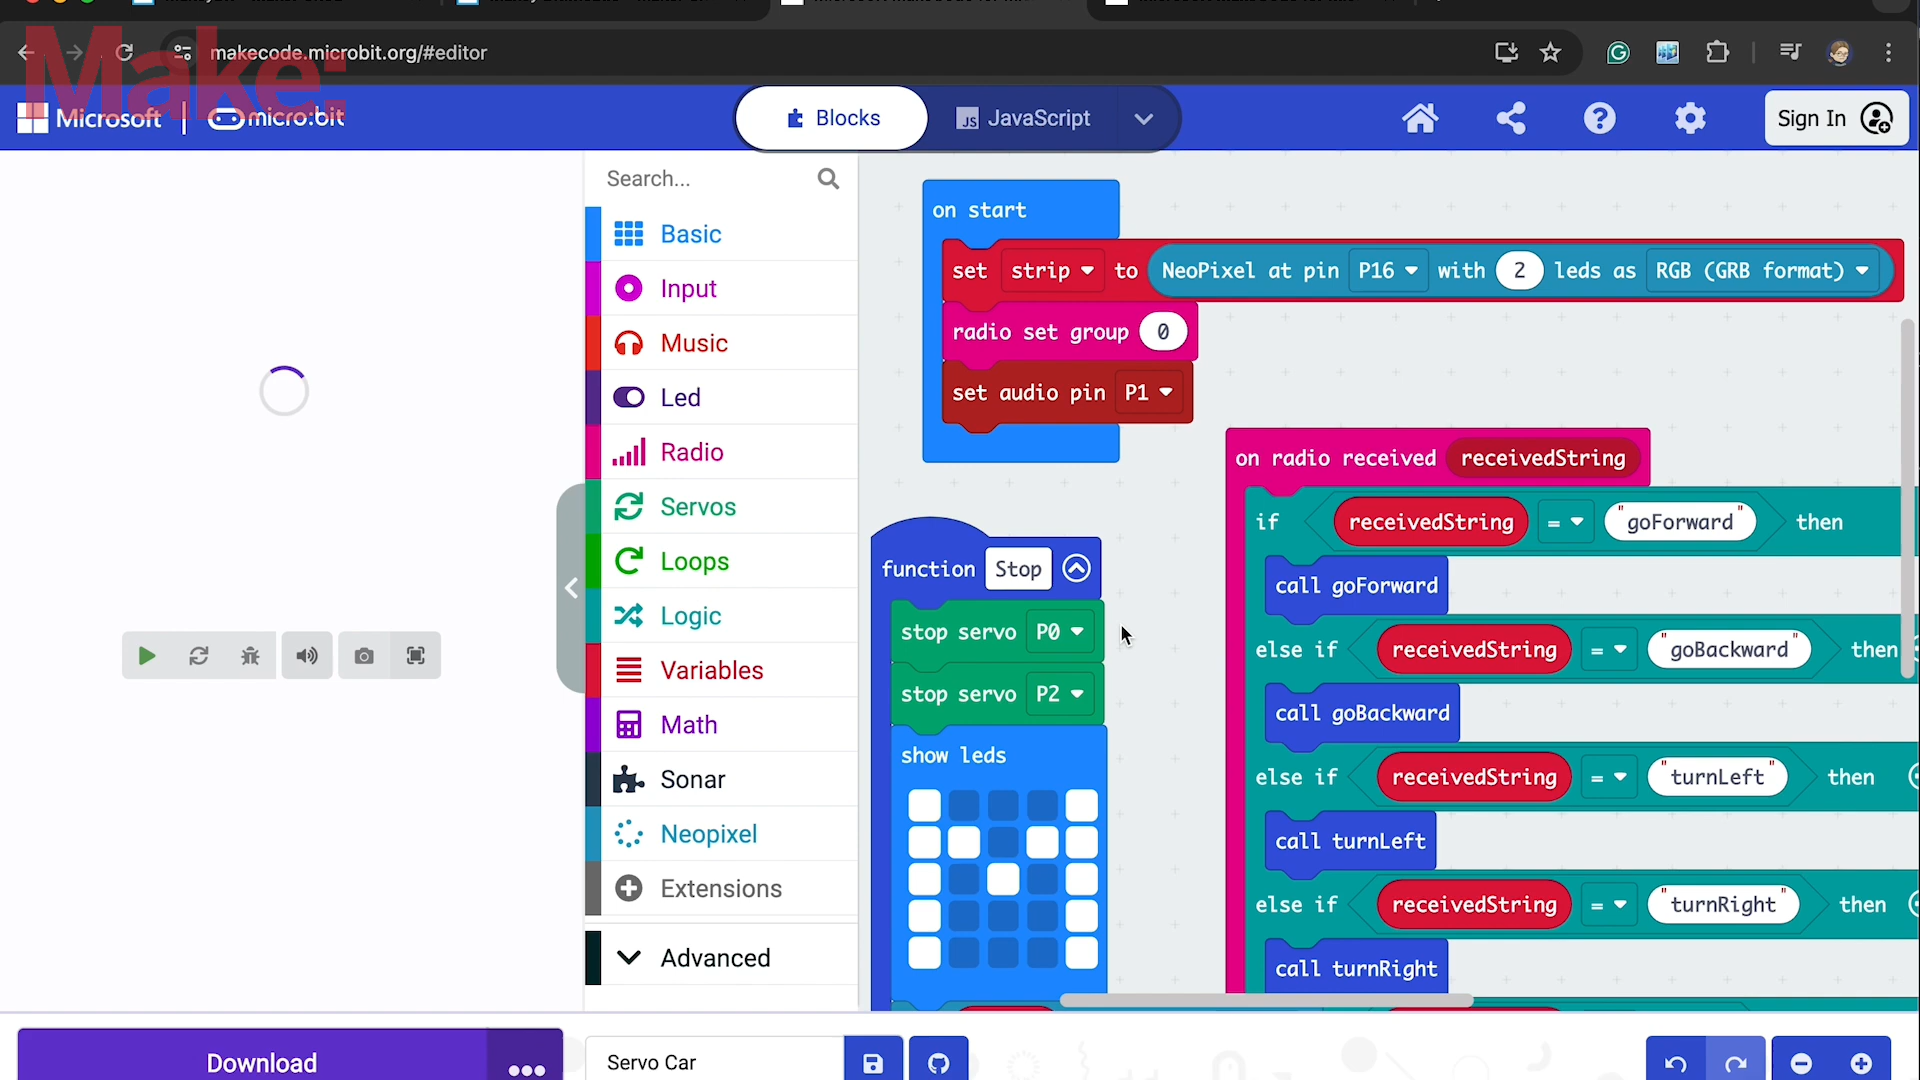 makecode.microbit.org/#editor
Make:
Microsoft
micro:bit
Blocks
JS
JavaScript
Sign In
Search...
Basic
Input
Music
Led
Radio
Servos
Loops
Logic
Variables
Math
Sonar
Neopixel
Extensions
Advanced
on start
set strip to NeoPixel at pin P16 with 2 leds as RGB (GRB format)
radio set group 0
set audio pin P1
function Stop
stop servo P0
stop servo P2
show leds
on radio received receivedString
if receivedString = "goForward" then
call goForward
else if receivedString = "goBackward" then
call goBackward
else if receivedString = "turnLeft" then
call turnLeft
else if receivedString = "turnRight" then
call turnRight
Download
Servo Car